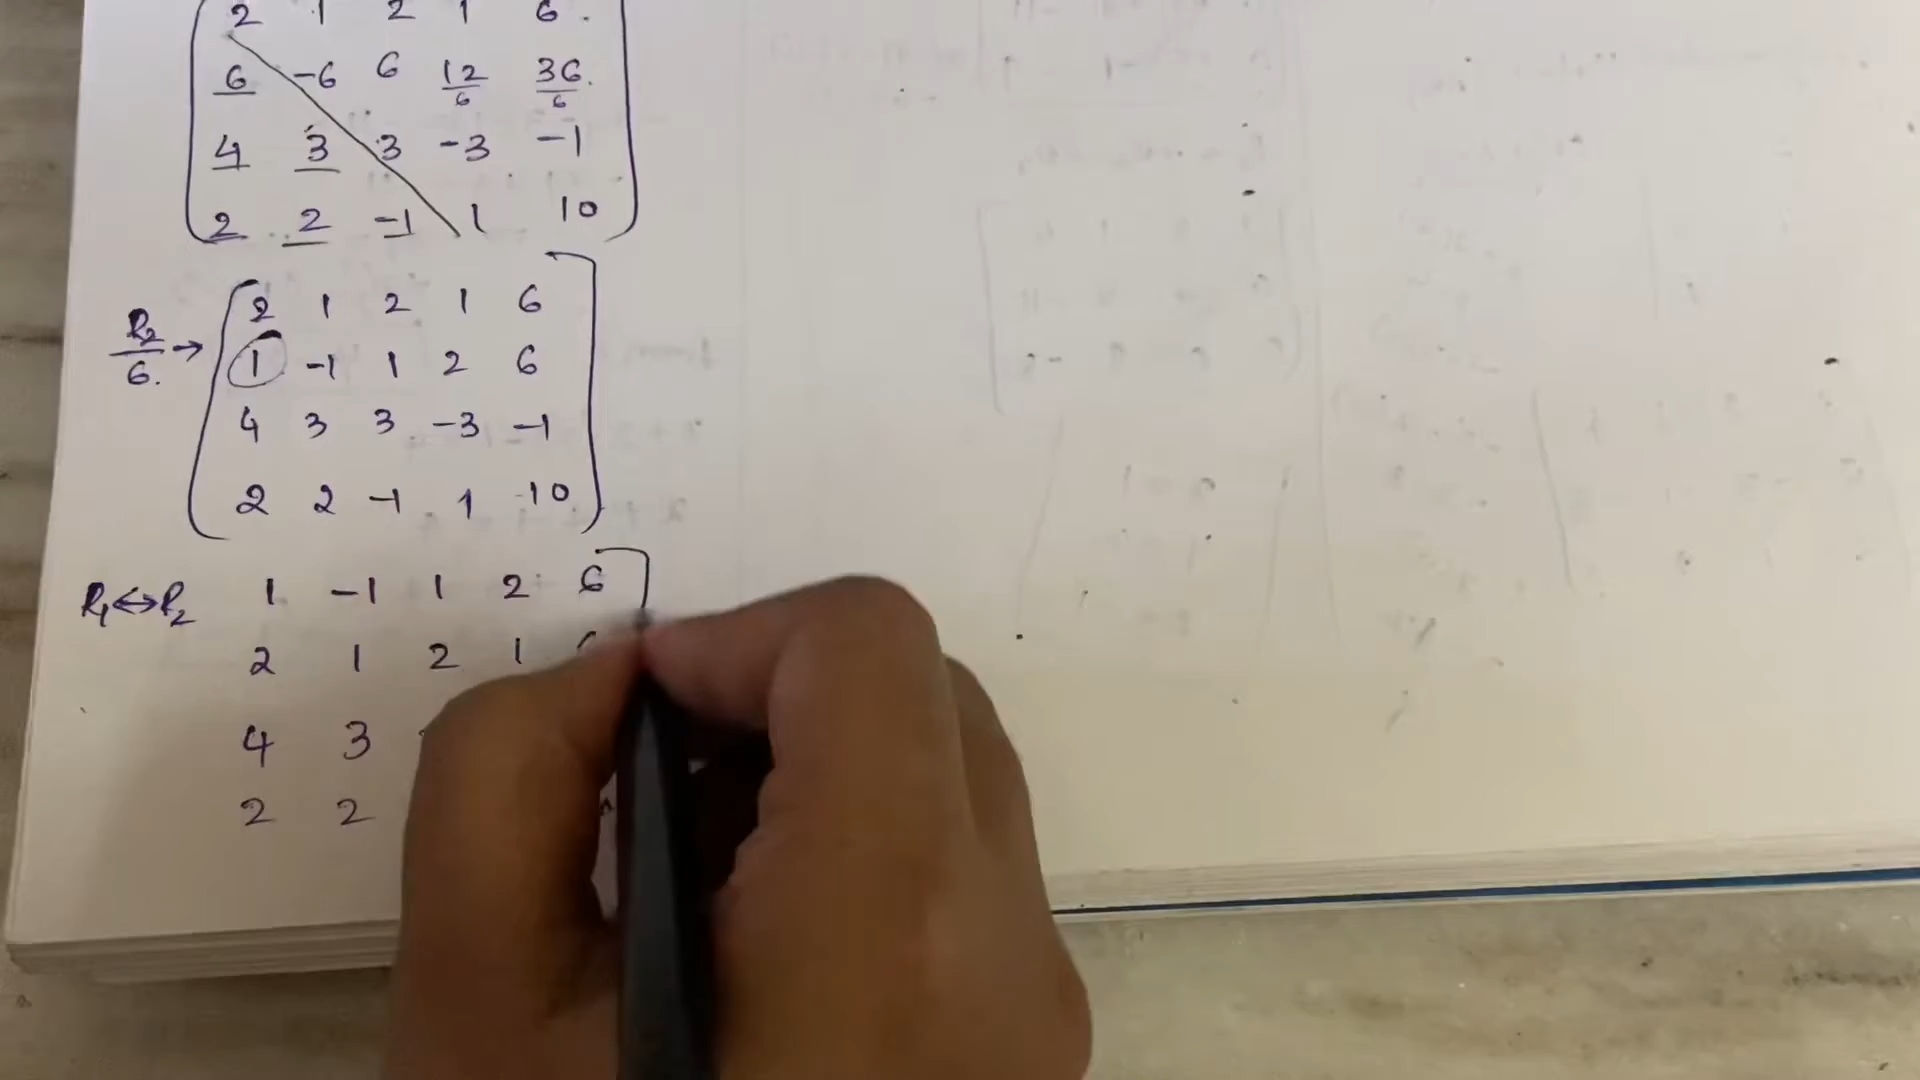 2 1 2 1 6 .
6 -6 6 12/6 36/6 .
4 3 3 -3 -1
2 2 -1 1 10
R2/6. → 2 1 2 1 6
1 -1 1 2 6
4 3 3 -3 -1
2 2 -1 1 10
R1↔R2 1 -1 1 2 6
2 1 2 1
4 3
2 2